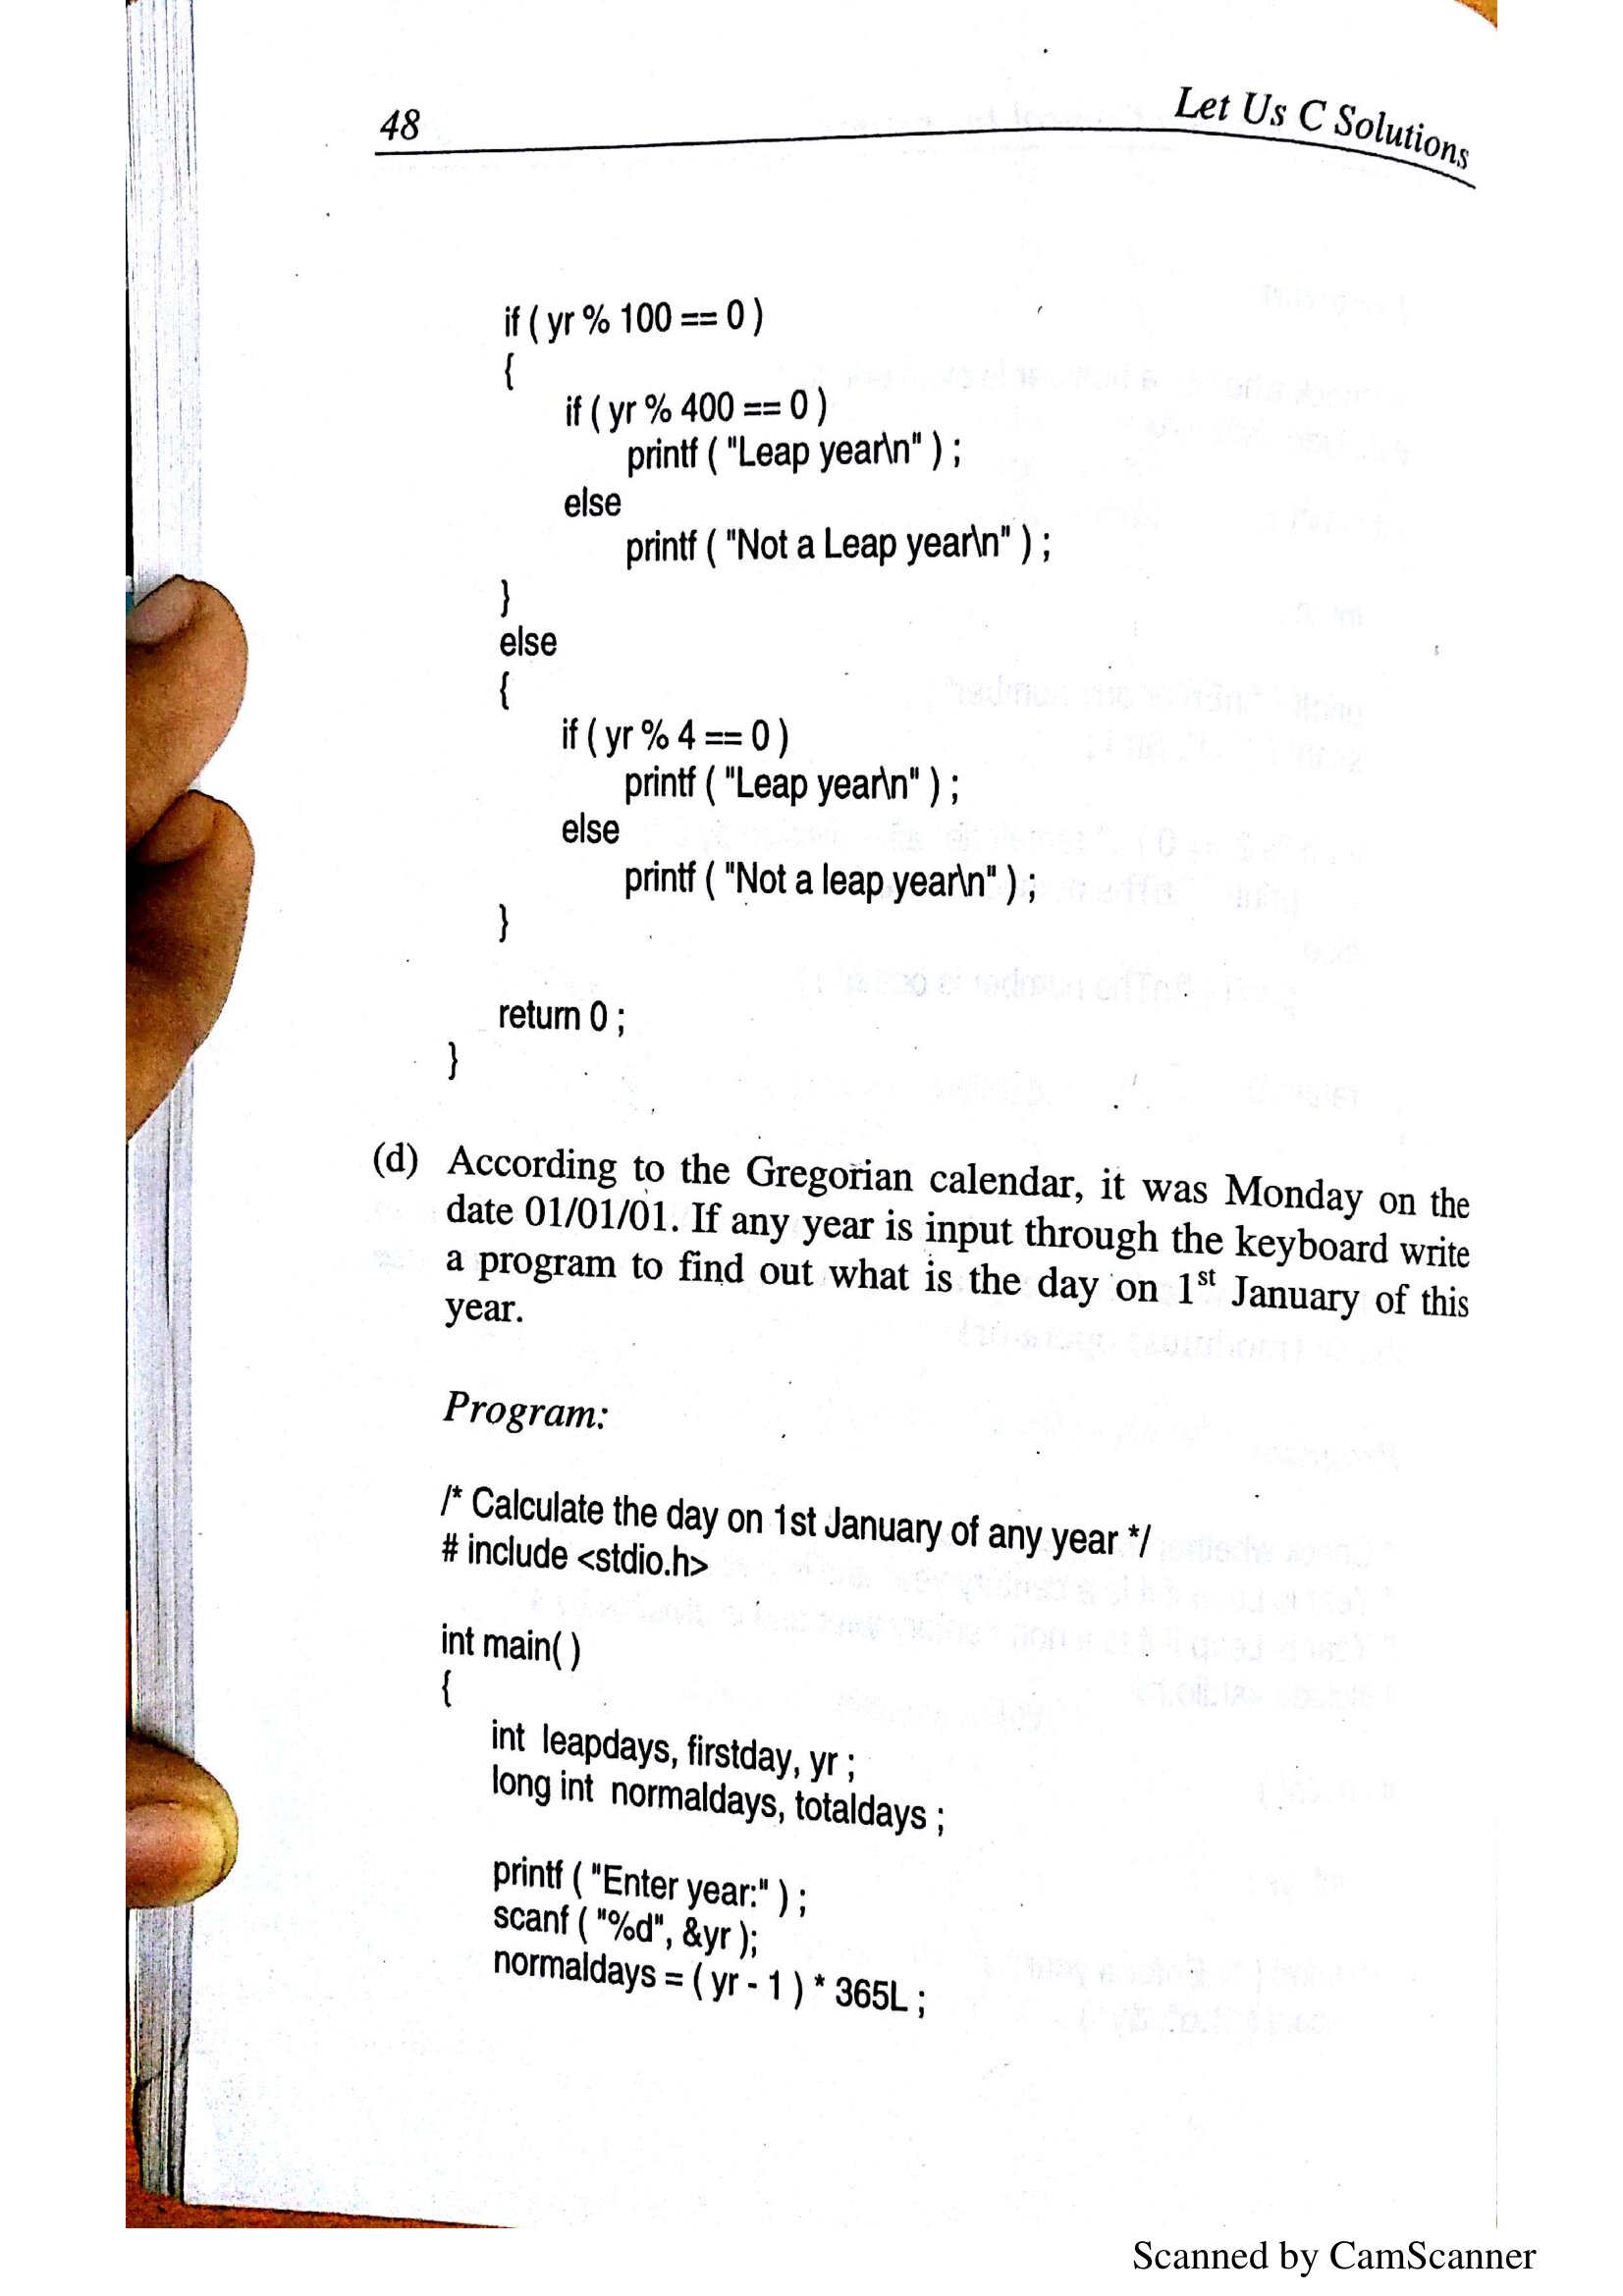 48
Let Us C Solutions
if ( yr % 100 == 0 )
{
if ( yr % 400 == 0 )
printf ( "Leap year\n" ) ;
else
printf ( "Not a Leap year\n" ) ;
}
else
{
if ( yr % 4 == 0 )
printf ( "Leap year\n" ) ;
else
printf ( "Not a leap year\n" ) ;
}
return 0 ;
}
(d) According to the Gregorian calendar, it was Monday on the
date 01/01/01. If any year is input through the keyboard write
a program to find out what is the day on 1st January of this
year.
Program:
/* Calculate the day on 1st January of any year */
# include <stdio.h>
int main( )
{
int leapdays, firstday, yr ;
long int normaldays, totaldays ;
printf ( "Enter year:" ) ;
scanf ( "%d", &yr );
normaldays = ( yr - 1 ) * 365L ;
Scanned by CamScanner